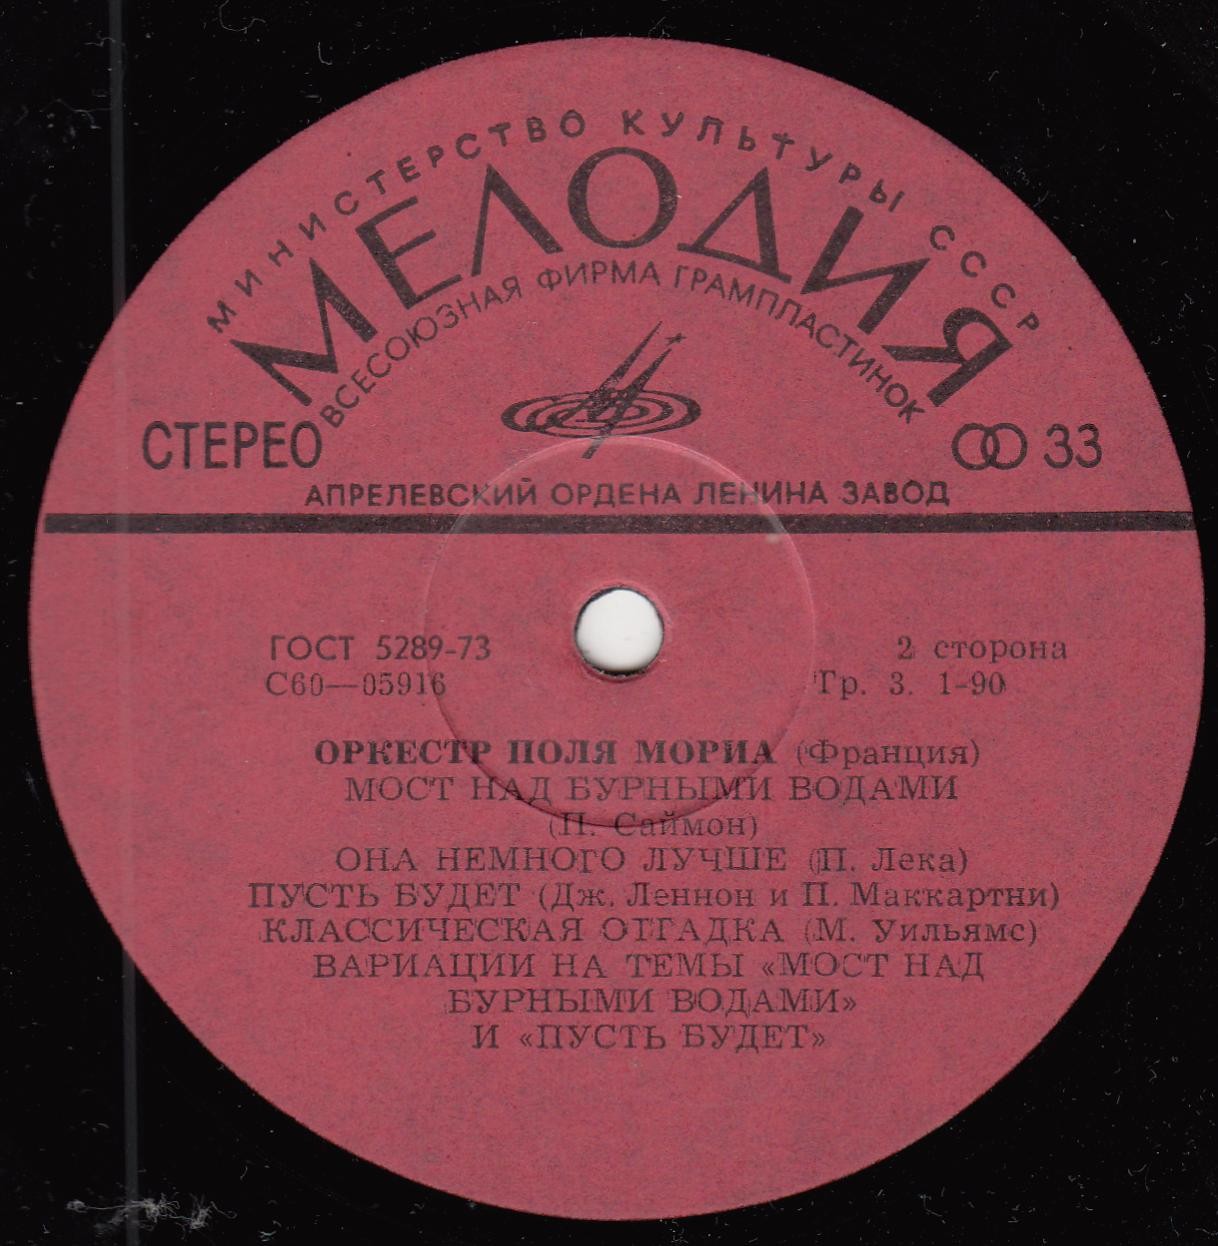 МИНИСТЕРСТВО КУЛЬТУРЫ СССР
МЕЛОДИЯ
ВСЕСОЮЗНАЯ ФИРМА ГРАМПЛАСТИНОК
СТЕРЕО 33
АПРЕЛЕВСКИЙ ОРДЕНА ЛЕНИНА ЗАВОД
ГОСТ 5289-73 2 сторона
С60—05916 Гр. 3. 1-90
ОРКЕСТР ПОЛЯ МОРИА (Франция)
МОСТ НАД БУРНЫМИ ВОДАМИ
(П. Саймон)
ОНА НЕМНОГО ЛУЧШЕ (П. Лека)
ПУСТЬ БУДЕТ (Дж. Леннон и П. Маккартни)
КЛАССИЧЕСКАЯ ОТГАДКА (М. Уильямс)
ВАРИАЦИИ НА ТЕМЫ «МОСТ НАД
БУРНЫМИ ВОДАМИ»
И «ПУСТЬ БУДЕТ»